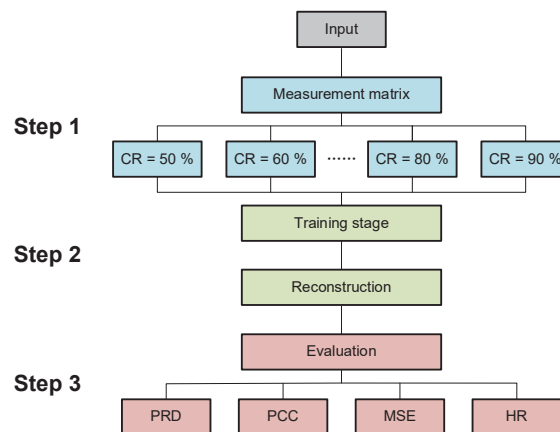 Input
Measurement matrix
Step 1
CR = 50 % CR = 60 % ...... CR = 80 % CR = 90 %
Training stage
Step 2
Reconstruction
Evaluation
Step 3
PRD PCC MSE HR